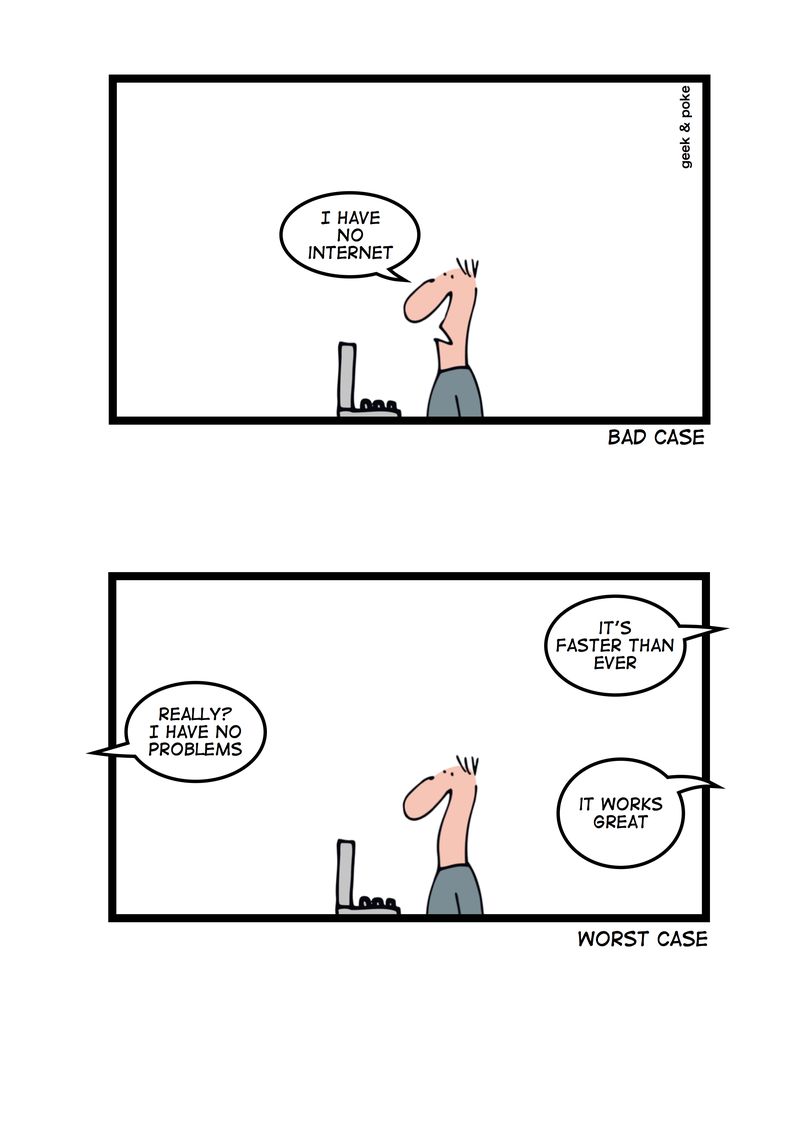 geek & poke
I HAVE
NO
INTERNET
BAD CASE
IT'S
FASTER THAN
EVER
REALLY?
I HAVE NO
PROBLEMS
IT WORKS
GREAT
WORST CASE